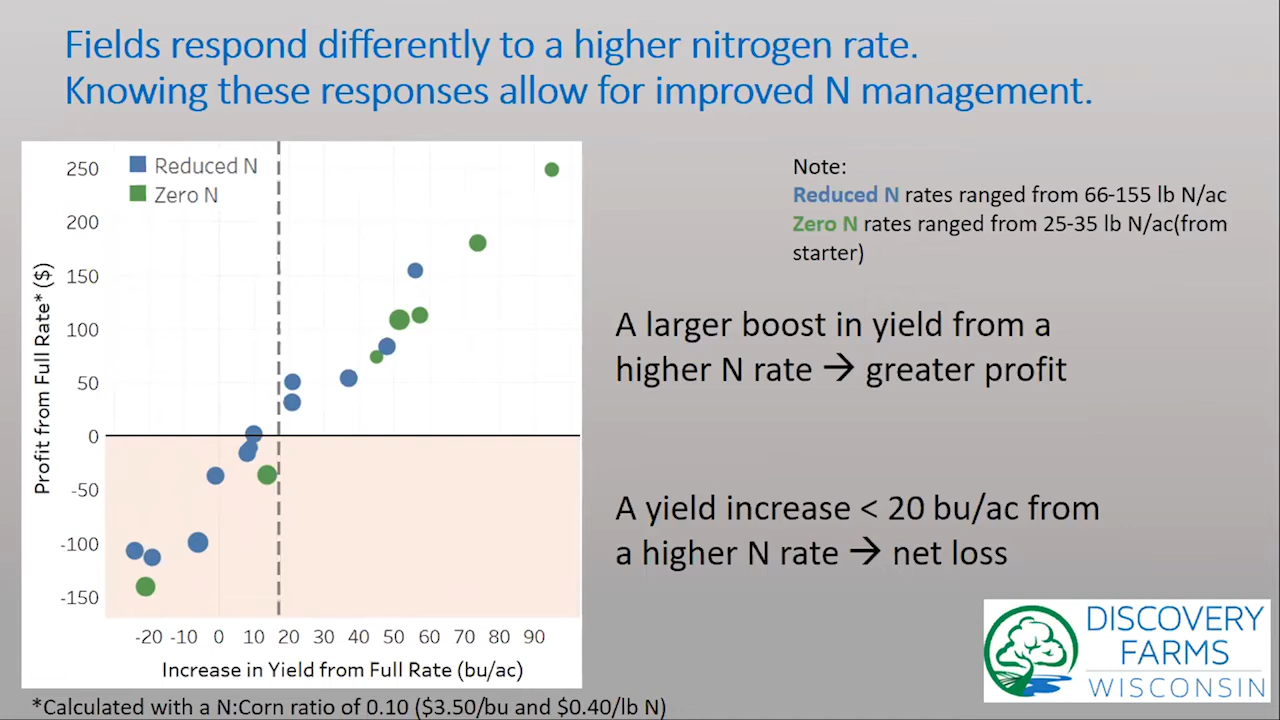 Fields respond differently to a higher nitrogen rate.
Knowing these responses allow for improved N management.
250
200
150
100
50
0
-50
-100
-150
Profit from Full Rate* ($)
Reduced N
Zero N
-20 -10 0 10 20 30 40 50 60 70 80 90
Increase in Yield from Full Rate (bu/ac)
*Calculated with a N:Corn ratio of 0.10 ($3.50/bu and $0.40/lb N)
Note:
Reduced N rates ranged from 66-155 lb N/ac
Zero N rates ranged from 25-35 lb N/ac(from
starter)
A larger boost in yield from a
higher N rate → greater profit
A yield increase < 20 bu/ac from
a higher N rate → net loss
DISCOVERY
FARMS
WISCONSIN